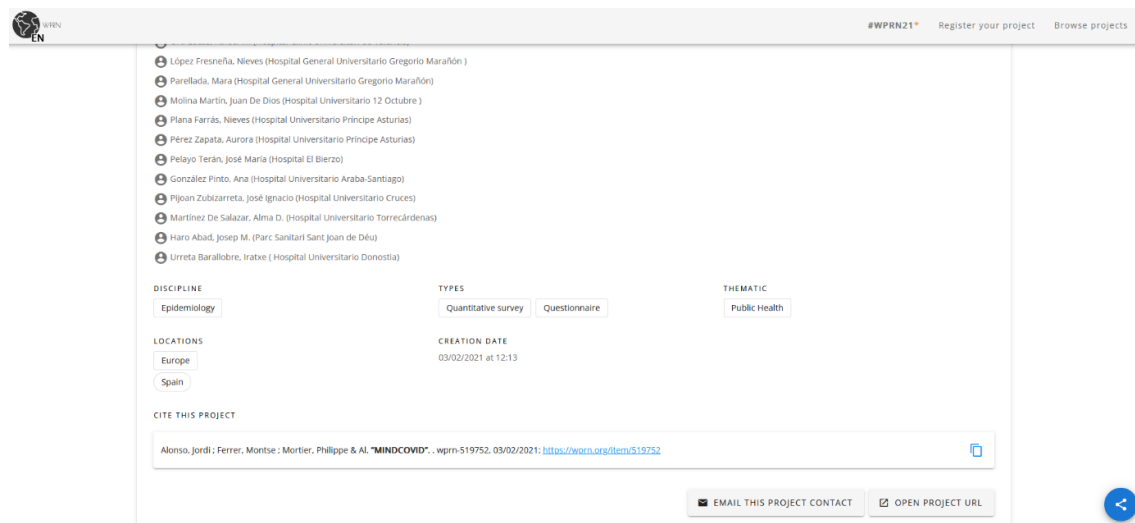 WPRN
EN
#WPRN21* Register your project Browse projects
López Fresneña, Nieves (Hospital General Universitario Gregorio Marañón )
Parellada, Mara (Hospital General Universitario Gregorio Marañón)
Molina Martín, Juan De Dios (Hospital Universitario 12 Octubre )
Plana Farrás, Nieves (Hospital Universitario Príncipe Asturias)
Pérez Zapata, Aurora (Hospital Universitario Príncipe Asturias)
Pelayo Terán, José María (Hospital El Bierzo)
González Pinto, Ana (Hospital Universitario Araba-Santiago)
Pijoan Zubizarreta, José Ignacio (Hospital Universitario Cruces)
Martínez De Salazar, Alma D. (Hospital Universitario Torrecárdenas)
Haro Abad, Josep M. (Parc Sanitari Sant Joan de Déu)
Urreta Barallobre, Iratxe ( Hospital Universitario Donostia)
DISCIPLINE TYPES THEMATIC
Epidemiology Quantitative survey Questionnaire Public Health
LOCATIONS CREATION DATE
Europe 03/02/2021 at 12:13
Spain
CITE THIS PROJECT
Alonso, Jordi ; Ferrer, Montse ; Mortier, Philippe & Al. "MINDCOVID". , wprn-519752, 03/02/2021: https://wprn.org/item/519752
EMAIL THIS PROJECT CONTACT OPEN PROJECT URL